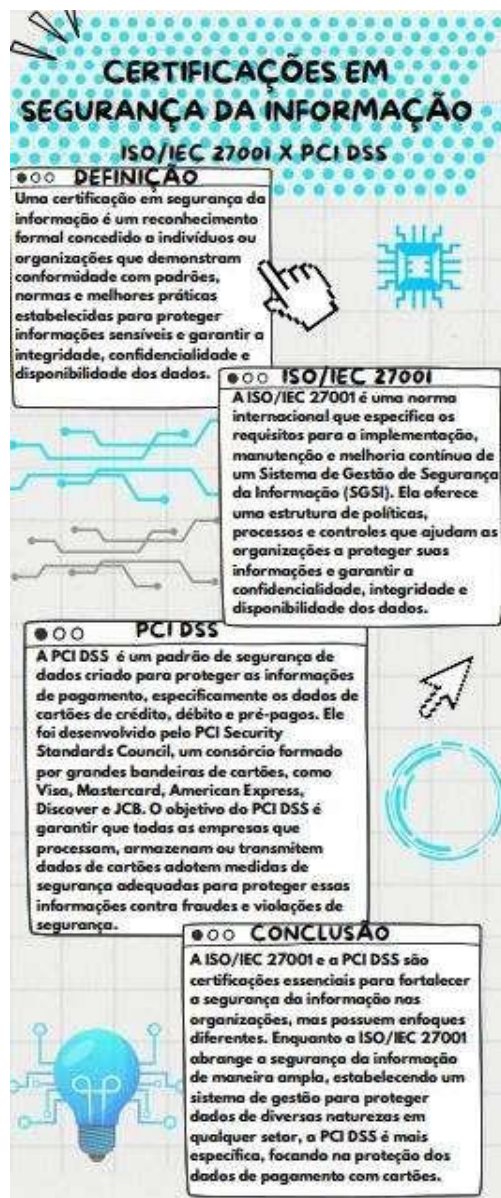 CERTIFICAÇÕES EM
SEGURANÇA DA INFORMAÇÃO
ISO/IEC 27001 X PCI DSS
DEFINIÇÃO
Uma certificação em segurança da
informação é um reconhecimento
formal concedido a indivíduos ou
organizações que demonstram
conformidade com padrões,
normas e melhores práticas
estabelecidas para proteger
informações sensíveis e garantir a
integridade, confidencialidade e
disponibilidade dos dados.
ISO/IEC 27001
A ISO/IEC 27001 é uma norma
internacional que especifica os
requisitos para a implementação,
manutenção e melhoria contínua de
um Sistema de Gestão de Segurança
da Informação (SGSI). Ela oferece
uma estrutura de políticas,
processos e controles que ajudam as
organizações a proteger suas
informações e garantir a
confidencialidade, integridade e
disponibilidade dos dados.
PCI DSS
A PCI DSS é um padrão de segurança de
dados criado para proteger as informações
de pagamento, especificamente os dados de
cartões de crédito, débito e pré-pagos. Ele
foi desenvolvido pelo PCI Security
Standards Council, um consórcio formado
por grandes bandeiras de cartões, como
Visa, Mastercard, American Express,
Discover e JCB. O objetivo do PCI DSS é
garantir que todas as empresas que
processam, armazenam ou transmitem
dados de cartões adotem medidas de
segurança adequadas para proteger essas
informações contra fraudes e violações de
segurança.
CONCLUSÃO
A ISO/IEC 27001 e a PCI DSS são
certificações essenciais para fortalecer
a segurança da informação nas
organizações, mas possuem enfoques
diferentes. Enquanto a ISO/IEC 27001
abrange a segurança da informação
de maneira ampla, estabelecendo um
sistema de gestão para proteger
dados de diversas naturezas em
qualquer setor, a PCI DSS é mais
específica, focando na proteção dos
dados de pagamento com cartões.